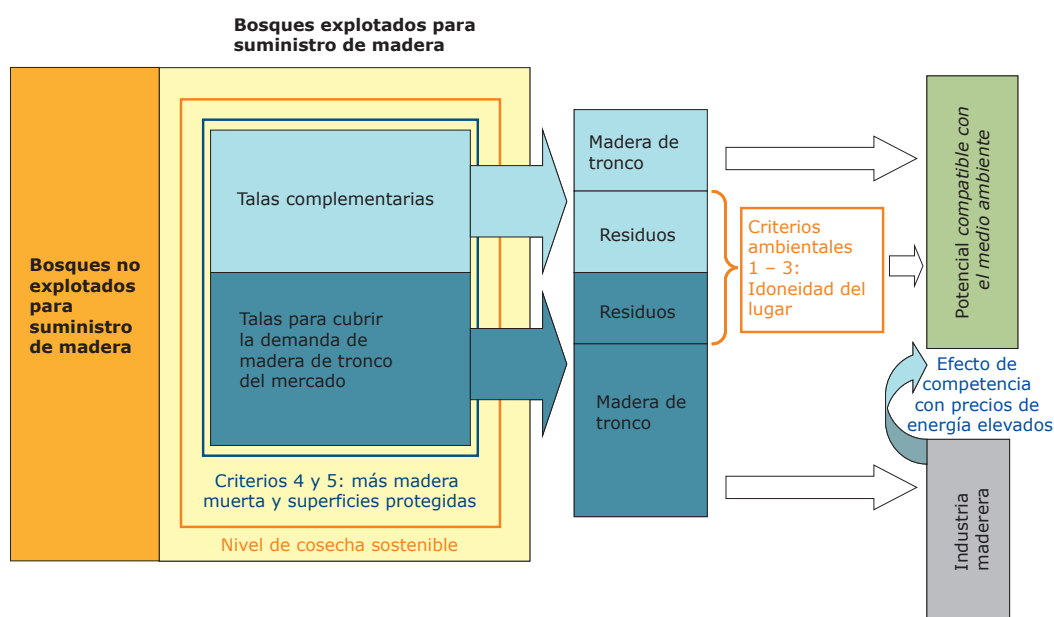 Bosques explotados para
suministro de madera
Bosques no
explotados
para
suministro
de madera
Talas complementarias
Talas para cubrir
la demanda de
madera de tronco
del mercado
Criterios 4 y 5: más madera
muerta y superficies protegidas
Nivel de cosecha sostenible
Madera de
tronco
Residuos
Residuos
Madera de
tronco
Criterios
ambientales
1 – 3:
Idoneidad del
lugar
Potencial compatible con
el medio ambiente
Efecto de
competencia
con precios de
energía elevados
Industria
maderera